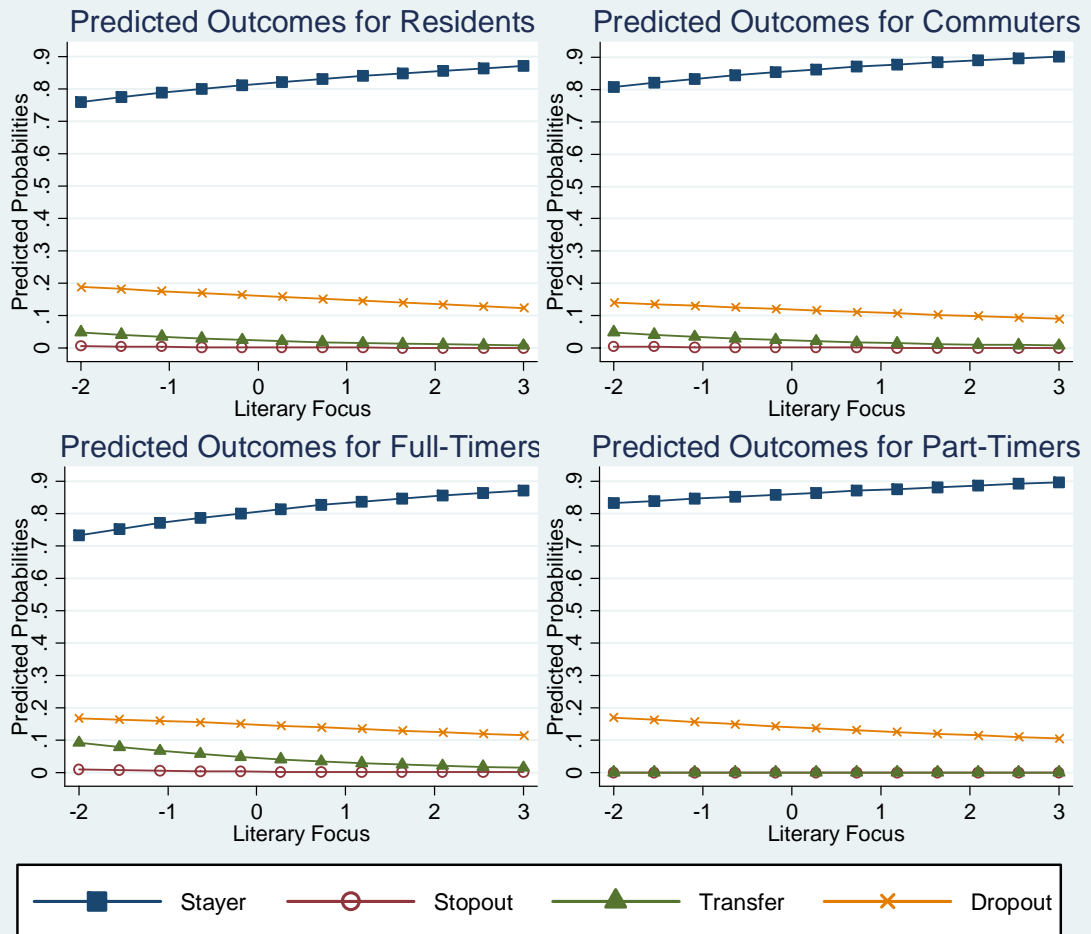 Predicted Outcomes for Residents
Predicted Probabilities
.9
.8
.7
.6
.5
.4
.3
.2
.1
0
-2 -1 0 1 2 3
Literary Focus
Predicted Outcomes for Commuters
Predicted Probabilities
.9
.8
.7
.6
.5
.4
.3
.2
.1
0
-2 -1 0 1 2 3
Literary Focus
Predicted Outcomes for Full-Timers
Predicted Probabilities
.9
.8
.7
.6
.5
.4
.3
.2
.1
0
-2 -1 0 1 2 3
Literary Focus
Predicted Outcomes for Part-Timers
Predicted Probabilities
.9
.8
.7
.6
.5
.4
.3
.2
.1
0
-2 -1 0 1 2 3
Literary Focus
Stayer Stopout Transfer Dropout